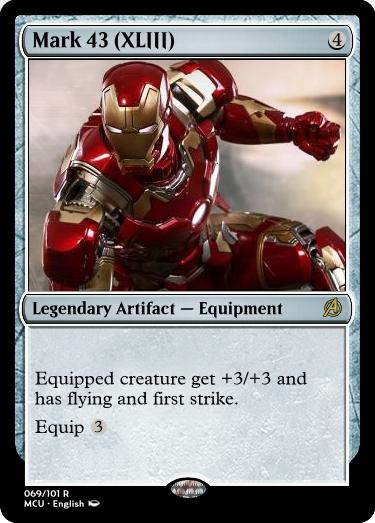 Mark 43 (XLIII) 4
Legendary Artifact — Equipment
Equipped creature get +3/+3 and
has flying and first strike.
Equip 3
069/101 R
MCU · English